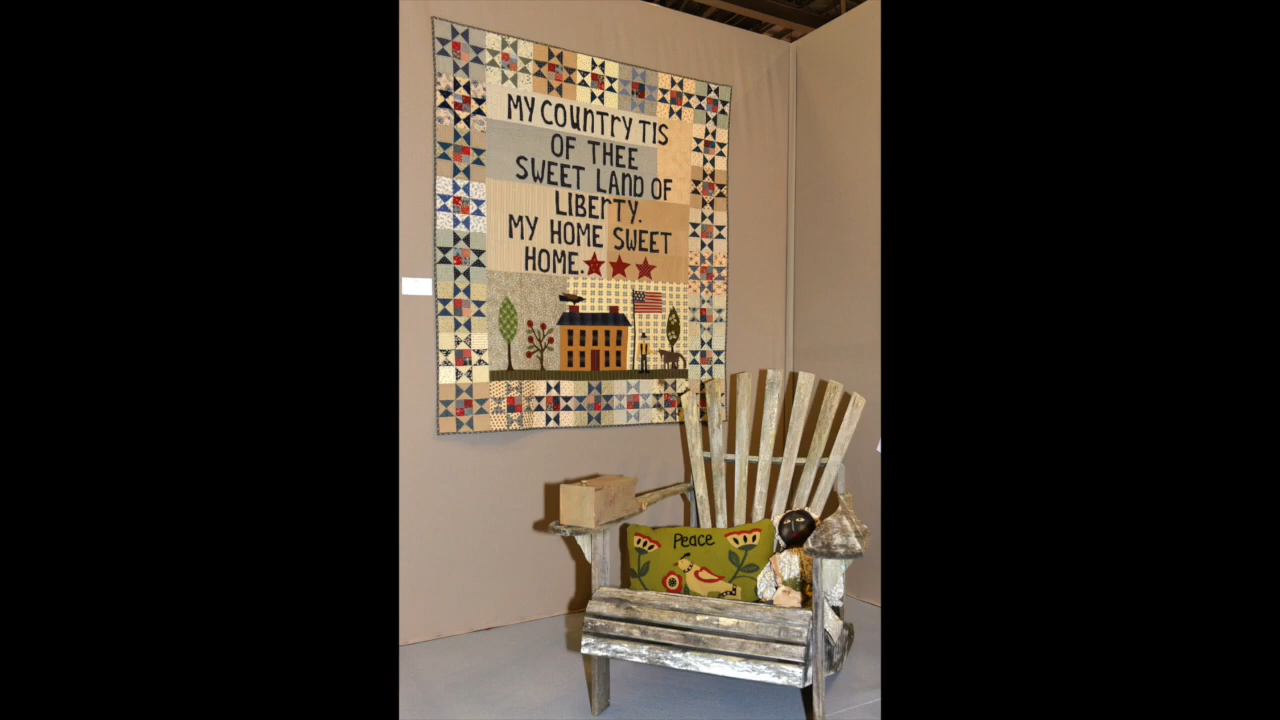 MY COUNTRY TIS
OF THEE
SWEET LAND OF
LIBERTY.
MY HOME SWEET
HOME.
Peace